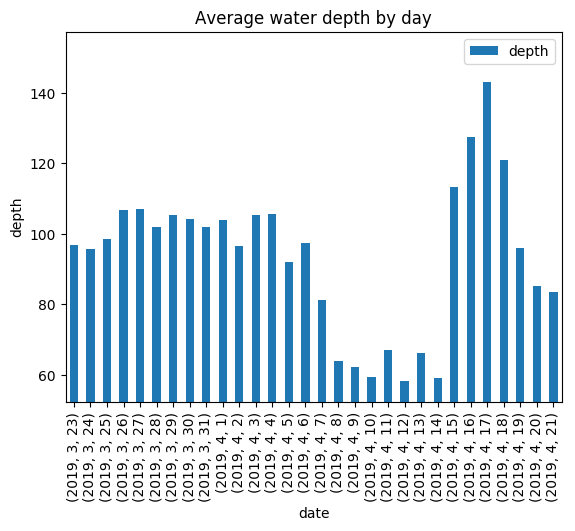 Average water depth by day
depth
depth
140
120
100
80
60
(2019, 3, 23)
(2019, 3, 24)
(2019, 3, 25)
(2019, 3, 26)
(2019, 3, 27)
(2019, 3, 28)
(2019, 3, 29)
(2019, 3, 30)
(2019, 3, 31)
(2019, 4, 1)
(2019, 4, 2)
(2019, 4, 3)
(2019, 4, 4)
(2019, 4, 5)
(2019, 4, 6)
(2019, 4, 7)
(2019, 4, 8)
(2019, 4, 9)
(2019, 4, 10)
(2019, 4, 11)
(2019, 4, 12)
(2019, 4, 13)
(2019, 4, 14)
(2019, 4, 15)
(2019, 4, 16)
(2019, 4, 17)
(2019, 4, 18)
(2019, 4, 19)
(2019, 4, 20)
(2019, 4, 21)
date